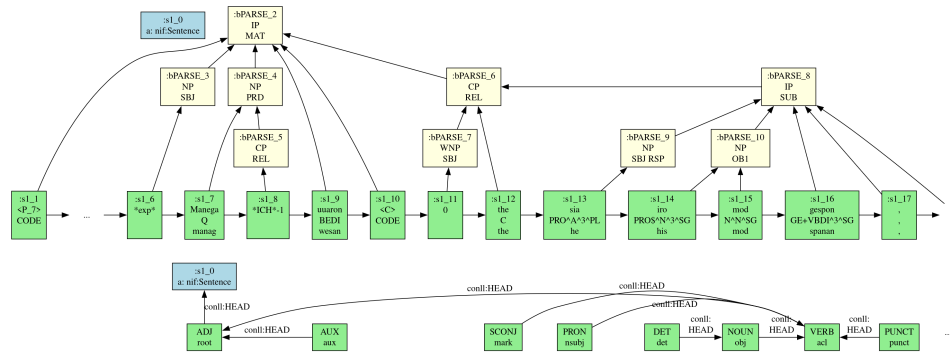 :s1_0
a: nif:Sentence
:bPARSE_2
IP
MAT
:bPARSE_3
NP
SBJ
:bPARSE_4
NP
PRD
:bPARSE_6
CP
REL
:bPARSE_8
IP
SUB
:bPARSE_5
CP
REL
:bPARSE_7
WNP
SBJ
:bPARSE_9
NP
SBJ RSP
:bPARSE_10
NP
OB1
:s1_1
<P_7>
CODE
...
:s1_6
*exp*
:s1_7
Manega
Q
manag
:s1_8
*ICH*-1
:s1_9
uuaron
BEDI
wesan
:s1_10
<C>
CODE
:s1_11
0
:s1_12
the
C
the
:s1_13
sia
PRO^A^3^PL
he
:s1_14
iro
PRO$^N^3^SG
his
:s1_15
mod
N^N^SG
mod
:s1_16
gespon
GE+VBDI^3^SG
spanan
:s1_17
,
,
,
:s1_0
a: nif:Sentence
conll:HEAD
conll:HEAD
conll:HEAD
conll:HEAD
conll:HEAD
conll:
HEAD
conll:
HEAD
conll:
HEAD
ADJ
root
AUX
aux
SCONJ
mark
PRON
nsubj
DET
det
NOUN
obj
VERB
acl
PUNCT
punct
...